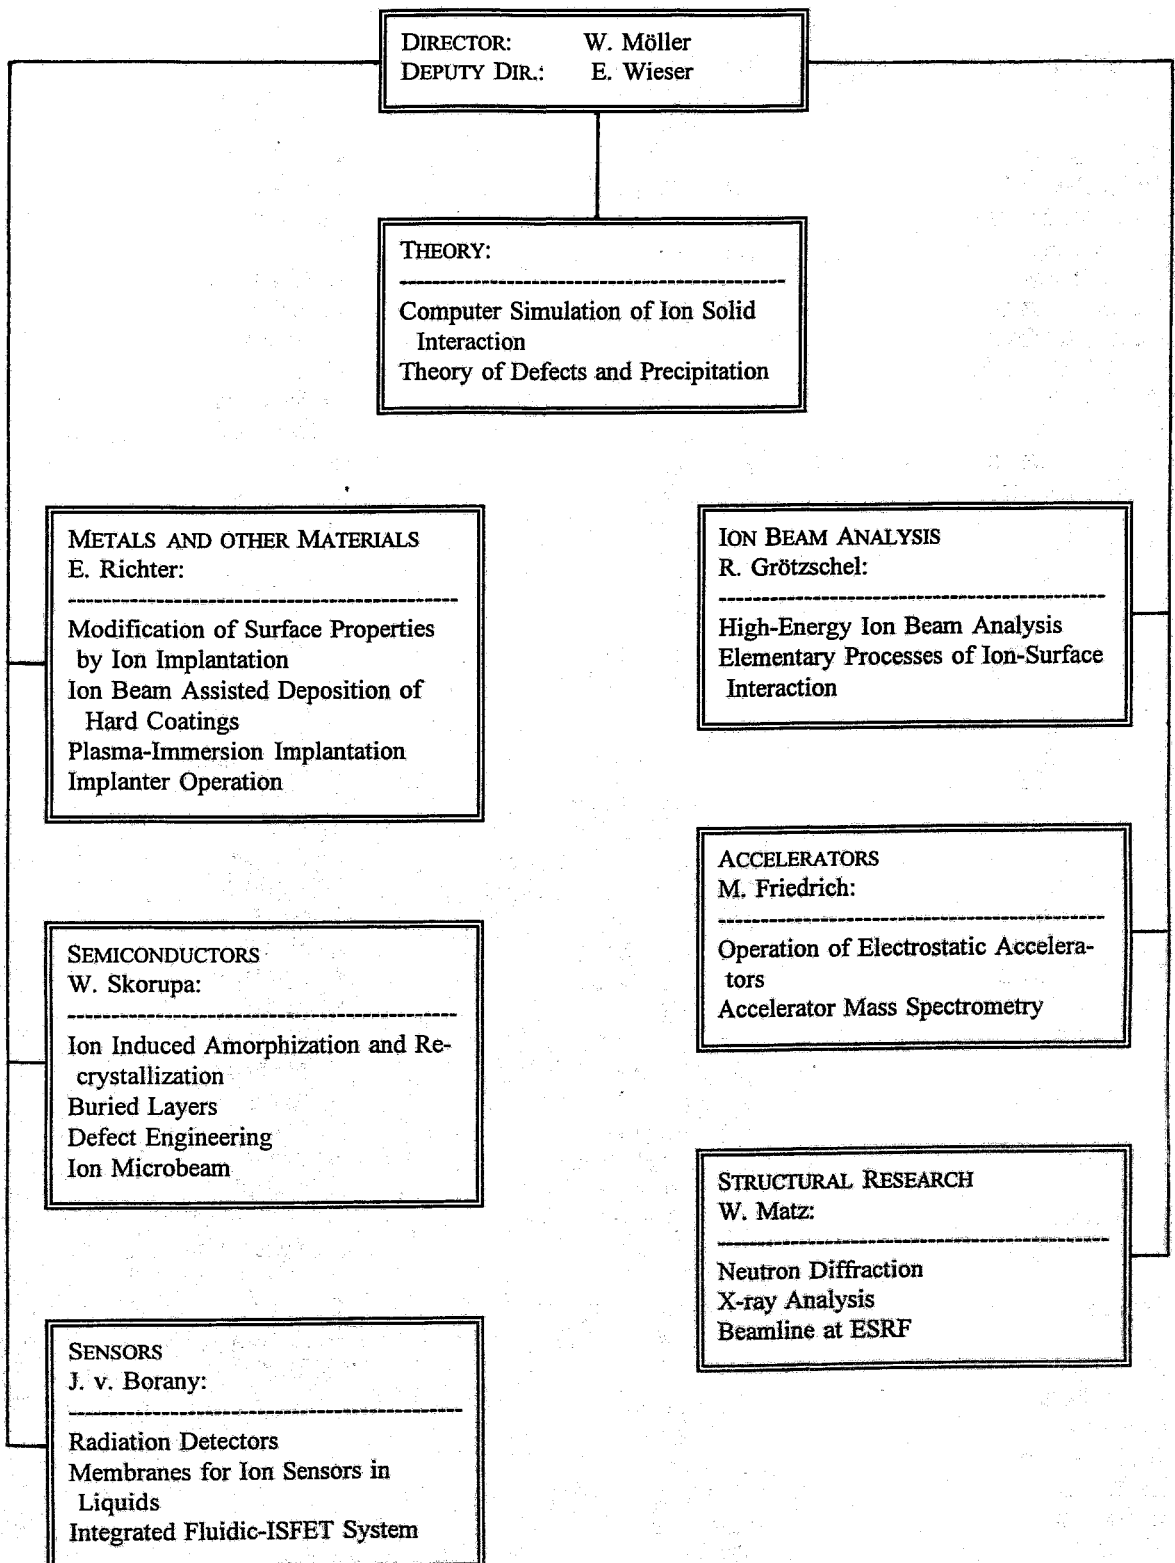 DIRECTOR: W. Möller
DEPUTY DIR.: E. Wieser
THEORY:
Computer Simulation of Ion Solid
Interaction
Theory of Defects and Precipitation
METALS AND OTHER MATERIALS
E. Richter:
Modification of Surface Properties
by Ion Implantation
Ion Beam Assisted Deposition of
Hard Coatings
Plasma-Immersion Implantation
Implanter Operation
SEMICONDUCTORS
W. Skorupa:
Ion Induced Amorphization and Re-
crystallization
Buried Layers
Defect Engineering
Ion Microbeam
SENSORS
J. v. Borany:
Radiation Detectors
Membranes for Ion Sensors in
Liquids
Integrated Fluidic-ISFET System
ION BEAM ANALYSIS
R. Grötzschel:
High-Energy Ion Beam Analysis
Elementary Processes of Ion-Surface
Interaction
ACCELERATORS
M. Friedrich:
Operation of Electrostatic Accelera-
tors
Accelerator Mass Spectrometry
STRUCTURAL RESEARCH
W. Matz:
Neutron Diffraction
X-ray Analysis
Beamline at ESRF